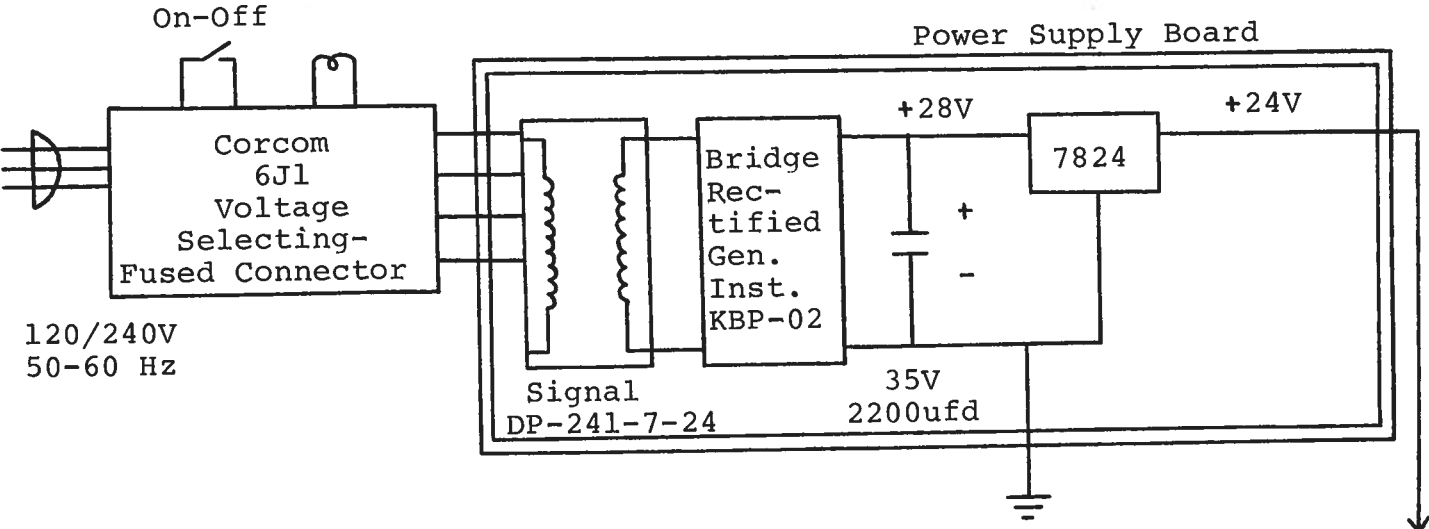 On-Off
Power Supply Board
Corcom
6J1
Voltage
Selecting-
Fused Connector
120/240V
50-60 Hz
Signal
DP-241-7-24
Bridge
Rec-
tified
Gen.
Inst.
KBP-02
+28V
+
-
35V
2200ufd
7824
+24V